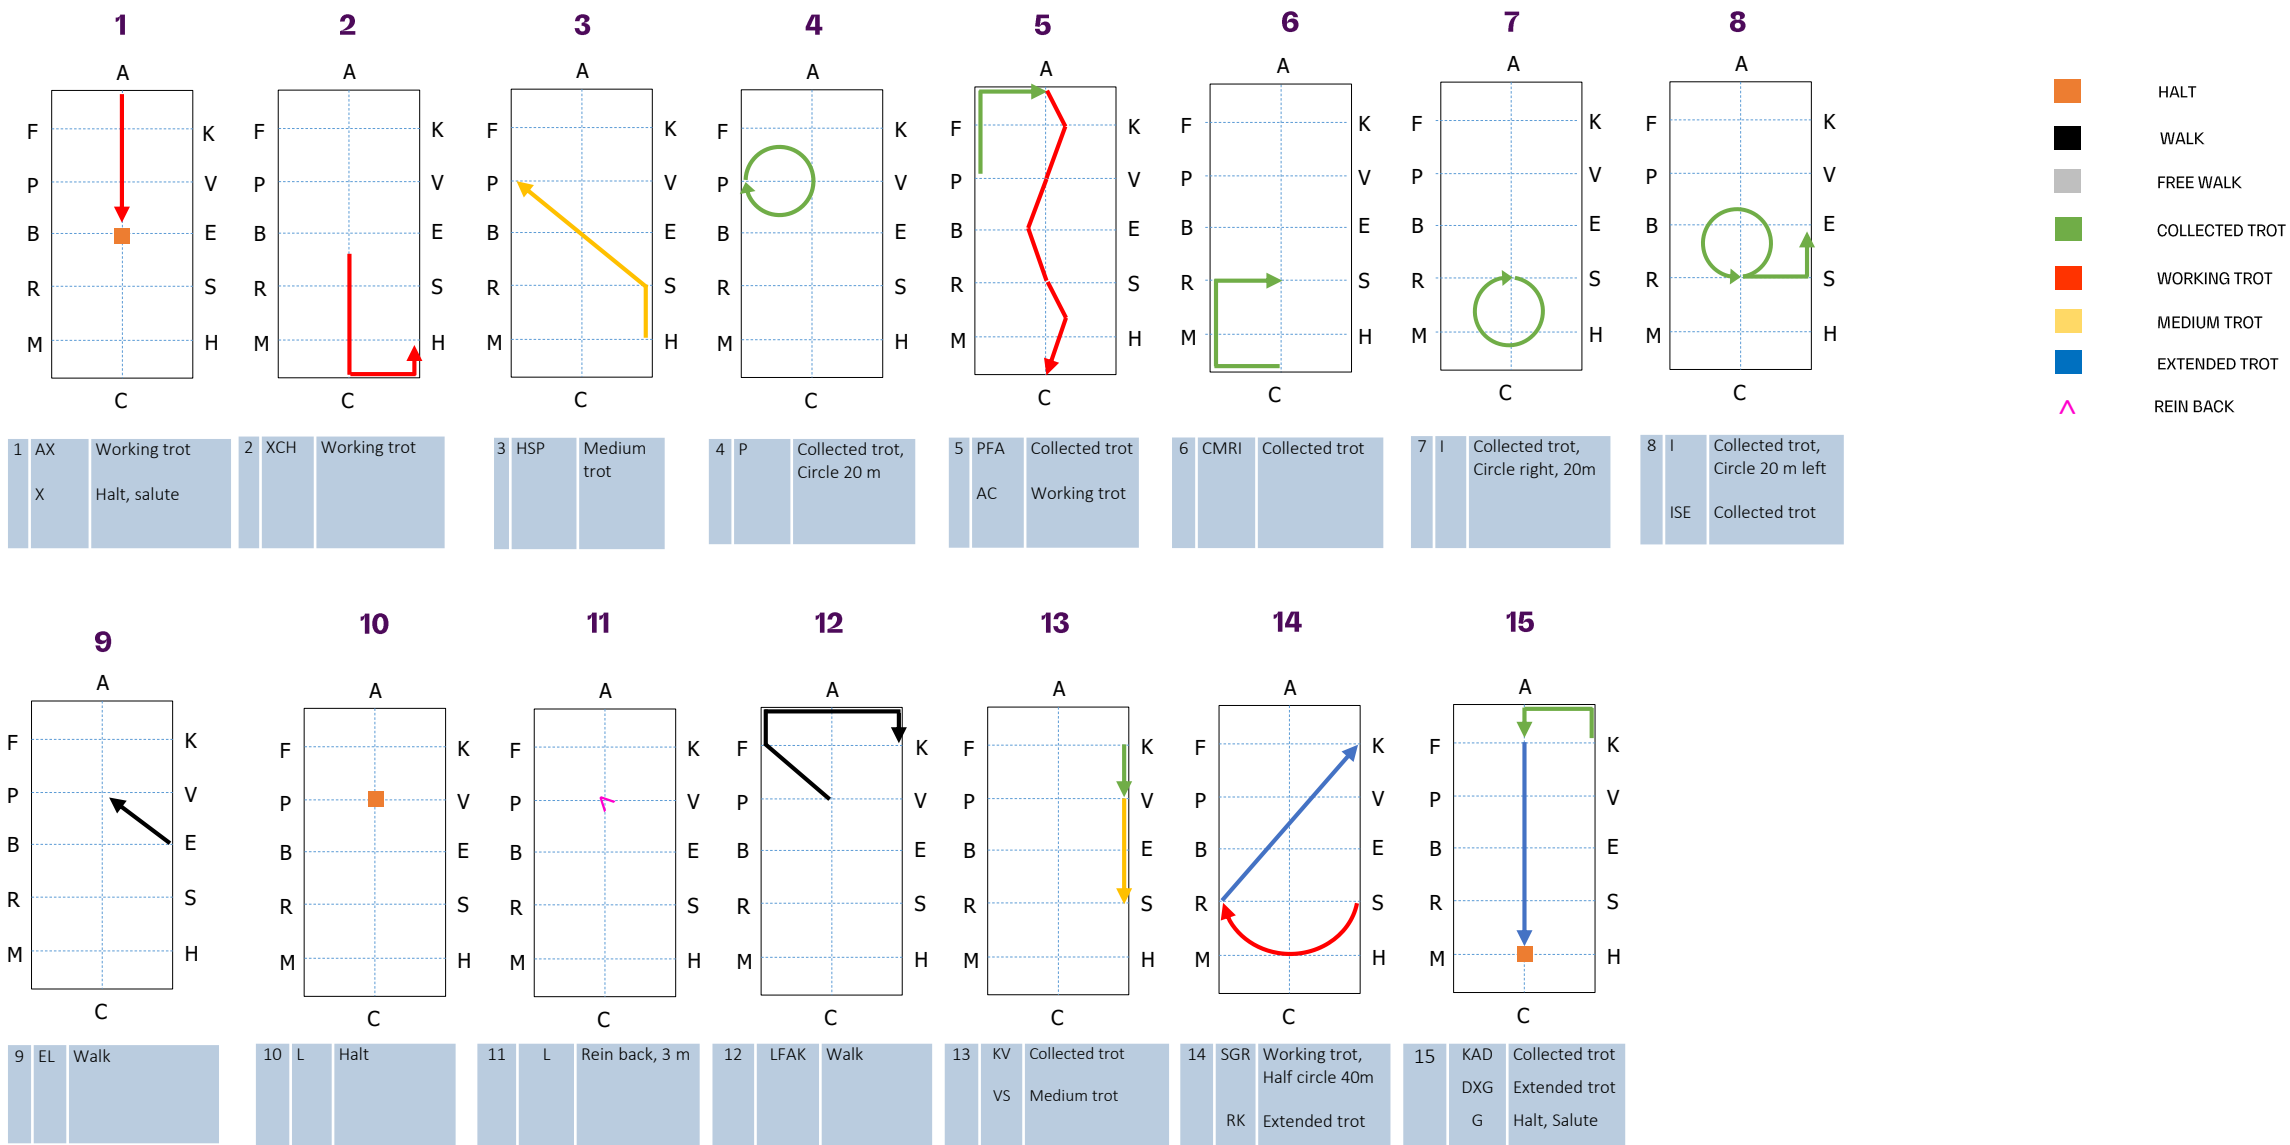 1 2 3 4 5 6 7 8
A A A A A A A A
F K F K F K F K F K F K F K F K
P V P V P V P V P V P V P V P V
B E B E B E B E B E B E B E B E
R S R S R S R S R S R S R S R S
M H M H M H M H M H M H M H M H
C C C C C C C C
HALT
WALK
FREE WALK
COLLECTED TROT
WORKING TROT
MEDIUM TROT
EXTENDED TROT
REIN BACK
1 AX Working trot
X Halt, salute
2 XCH Working trot
3 HSP Medium
trot
4 P Collected trot,
Circle 20 m
5 PFA Collected trot
AC Working trot
6 CMRI Collected trot
7 I Collected trot,
Circle right, 20m
8 I Collected trot,
Circle 20 m left
ISE Collected trot
9 10 11 12 13 14 15
A A A A A A A
F K F K F K F K F K F K F K
P V P V P V P V P V P V P V
B E B E B E B E B E B E B E
R S R S R S R S R S R S R S
M H M H M H M H M H M H M H
C C C C C C C
9 EL Walk
10 L Halt
11 L Rein back, 3 m
12 LFAK Walk
13 KV Collected trot
VS Medium trot
14 SGR Working trot,
Half circle 40m
RK Extended trot
15 KAD Collected trot
DXG Extended trot
G Halt, Salute